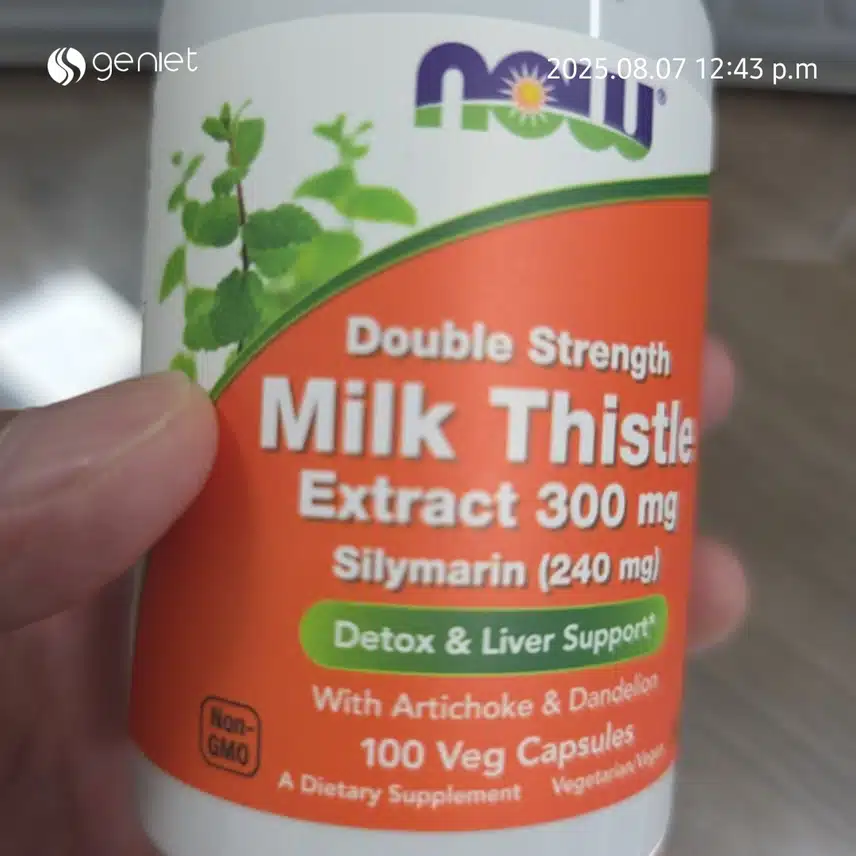 geniet
2025.08.07 12:43 p.m
NOW®
Double Strength
Milk Thistle
Extract 300 mg
Silymarin (240 mg)
Detox & Liver Support*
With Artichoke & Dandelion
Non-
GMO
100 Veg Capsules
A Dietary Supplement
Vegetarian/Vegan